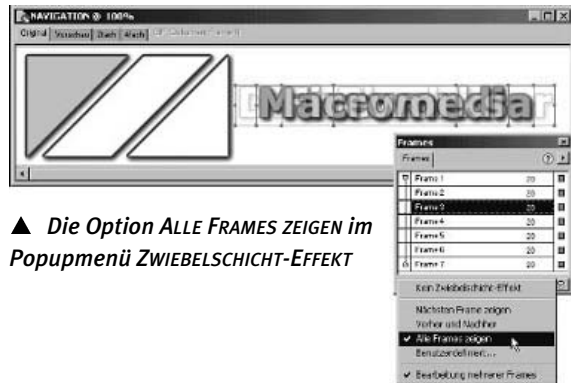 NAVIGATION @ 100%
Original Vorschau 2fach 4fach
Macromedia
Frames
Frames
Frame 1 20
Frame 2 20
Frame 3 20
Frame 4 20
Frame 5 20
Frame 6 20
Frame 7 20
Kein Zwiebelschicht-Effekt
Nächsten Frame zeigen
Vorher und Nachher
Alle Frames zeigen
Benutzerdefiniert...
Bearbeitung mehrerer Frames
▲ Die Option ALLE FRAMES ZEIGEN im
Popupmenü ZWIEBELSCHICHT-EFFEKT